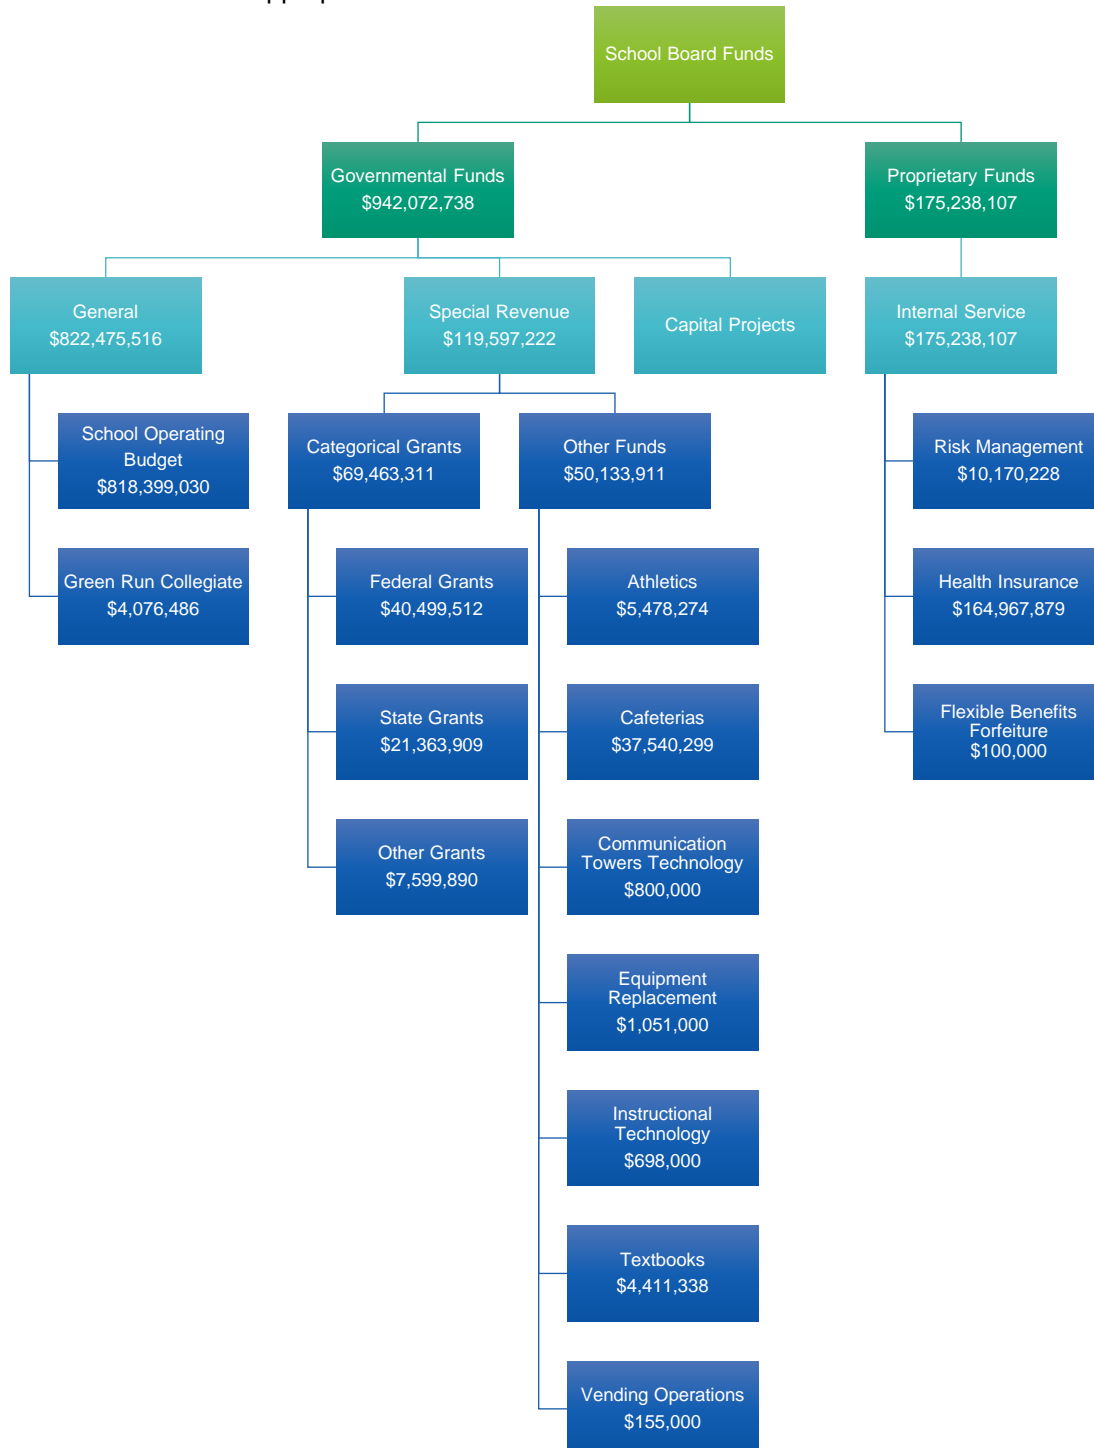 School Board Funds
Governmental Funds
$942,072,738
Proprietary Funds
$175,238,107
General
$822,475,516
Special Revenue
$119,597,222
Capital Projects
Internal Service
$175,238,107
School Operating
Budget
$818,399,030
Categorical Grants
$69,463,311
Other Funds
$50,133,911
Risk Management
$10,170,228
Green Run Collegiate
$4,076,486
Federal Grants
$40,499,512
Athletics
$5,478,274
Health Insurance
$164,967,879
State Grants
$21,363,909
Cafeterias
$37,540,299
Flexible Benefits
Forfeiture
$100,000
Other Grants
$7,599,890
Communication
Towers Technology
$800,000
Equipment
Replacement
$1,051,000
Instructional
Technology
$698,000
Textbooks
$4,411,338
Vending Operations
$155,000